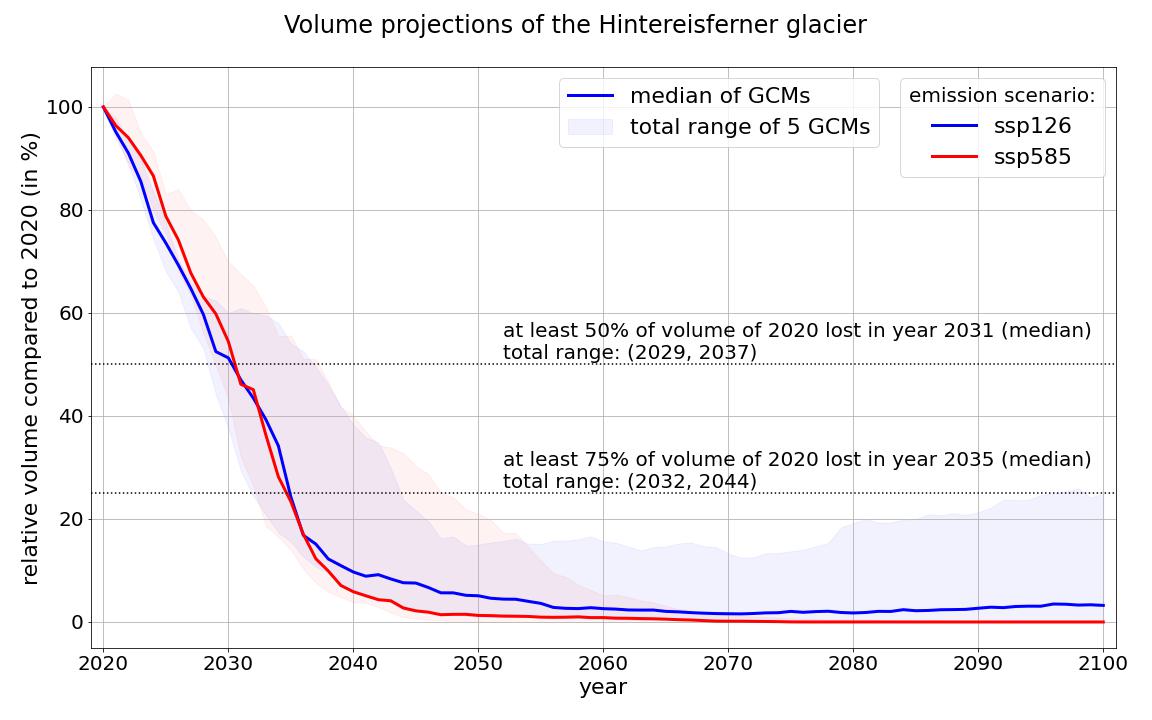 Volume projections of the Hintereisferner glacier
relative volume compared to 2020 (in %)
100
80
60
40
20
0
median of GCMs
total range of 5 GCMs
emission scenario:
ssp126
ssp585
at least 50% of volume of 2020 lost in year 2031 (median)
total range: (2029, 2037)
at least 75% of volume of 2020 lost in year 2035 (median)
total range: (2032, 2044)
2020 2030 2040 2050 2060 2070 2080 2090 2100
year